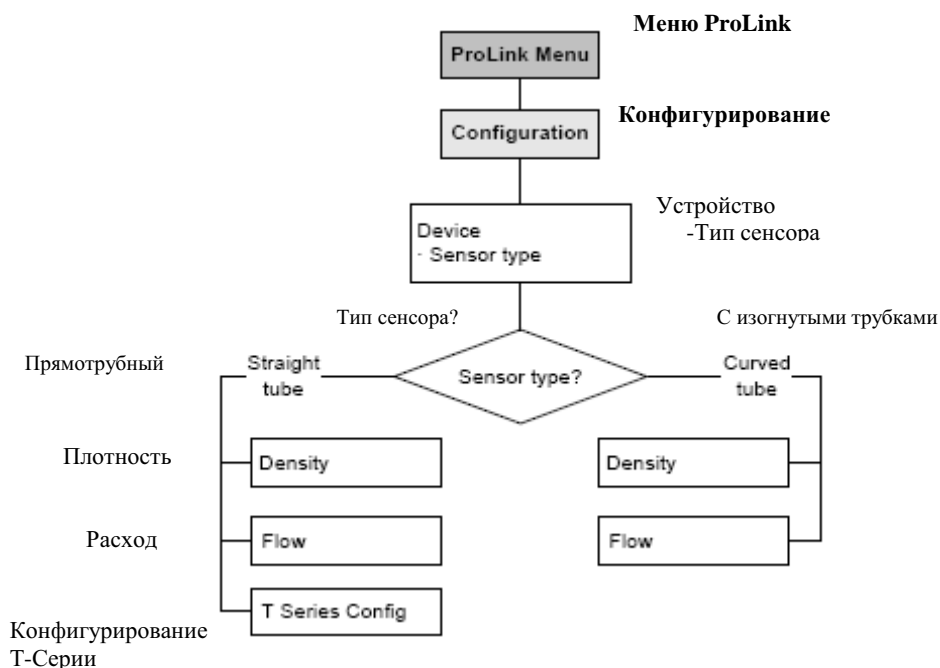 Меню ProLink
ProLink Menu
Конфигурирование
Configuration
Устройство
-Тип сенсора
Device
- Sensor type
Тип сенсора?
С изогнутыми трубками
Прямотрубный
Straight
tube
Sensor type?
Curved
tube
Плотность
Density
Density
Расход
Flow
Flow
T Series Config
Конфигурирование
Т-Серии